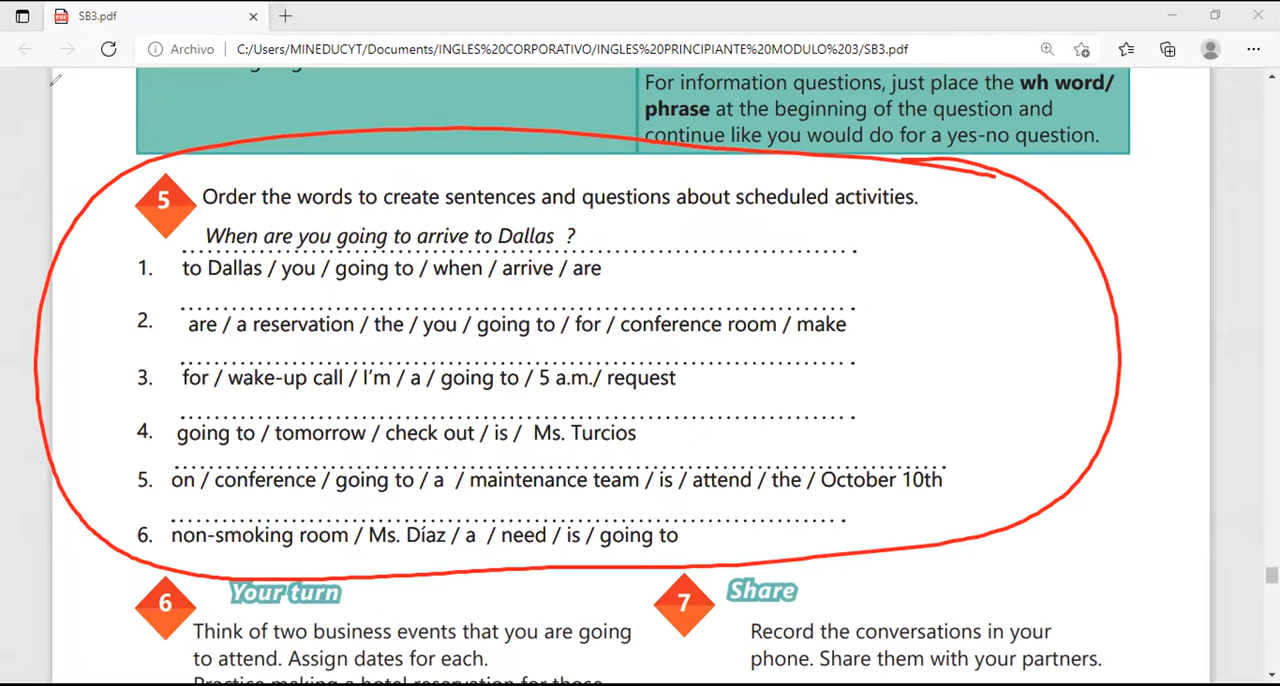 SB3.pdf
Archivo | C:/Users/MINEDUCYT/Documents/INGLES%20CORPORATIVO/INGLES%20PRINCIPIANTE%20MODULO%203/SB3.pdf
For information questions, just place the wh word/
phrase at the beginning of the question and
continue like you would do for a yes-no question.
5 Order the words to create sentences and questions about scheduled activities.
When are you going to arrive to Dallas ?
1. to Dallas / you / going to / when / arrive / are
2. are / a reservation / the / you / going to / for / conference room / make
3. for / wake-up call / I'm / a / going to / 5 a.m./ request
4. going to / tomorrow / check out / is / Ms. Turcios
5. on / conference / going to / a / maintenance team / is / attend / the / October 10th
6. non-smoking room / Ms. Díaz / a / need / is / going to
6 Your turn
Think of two business events that you are going
to attend. Assign dates for each.
Practice making a hotel reservation for those
7 Share
Record the conversations in your
phone. Share them with your partners.